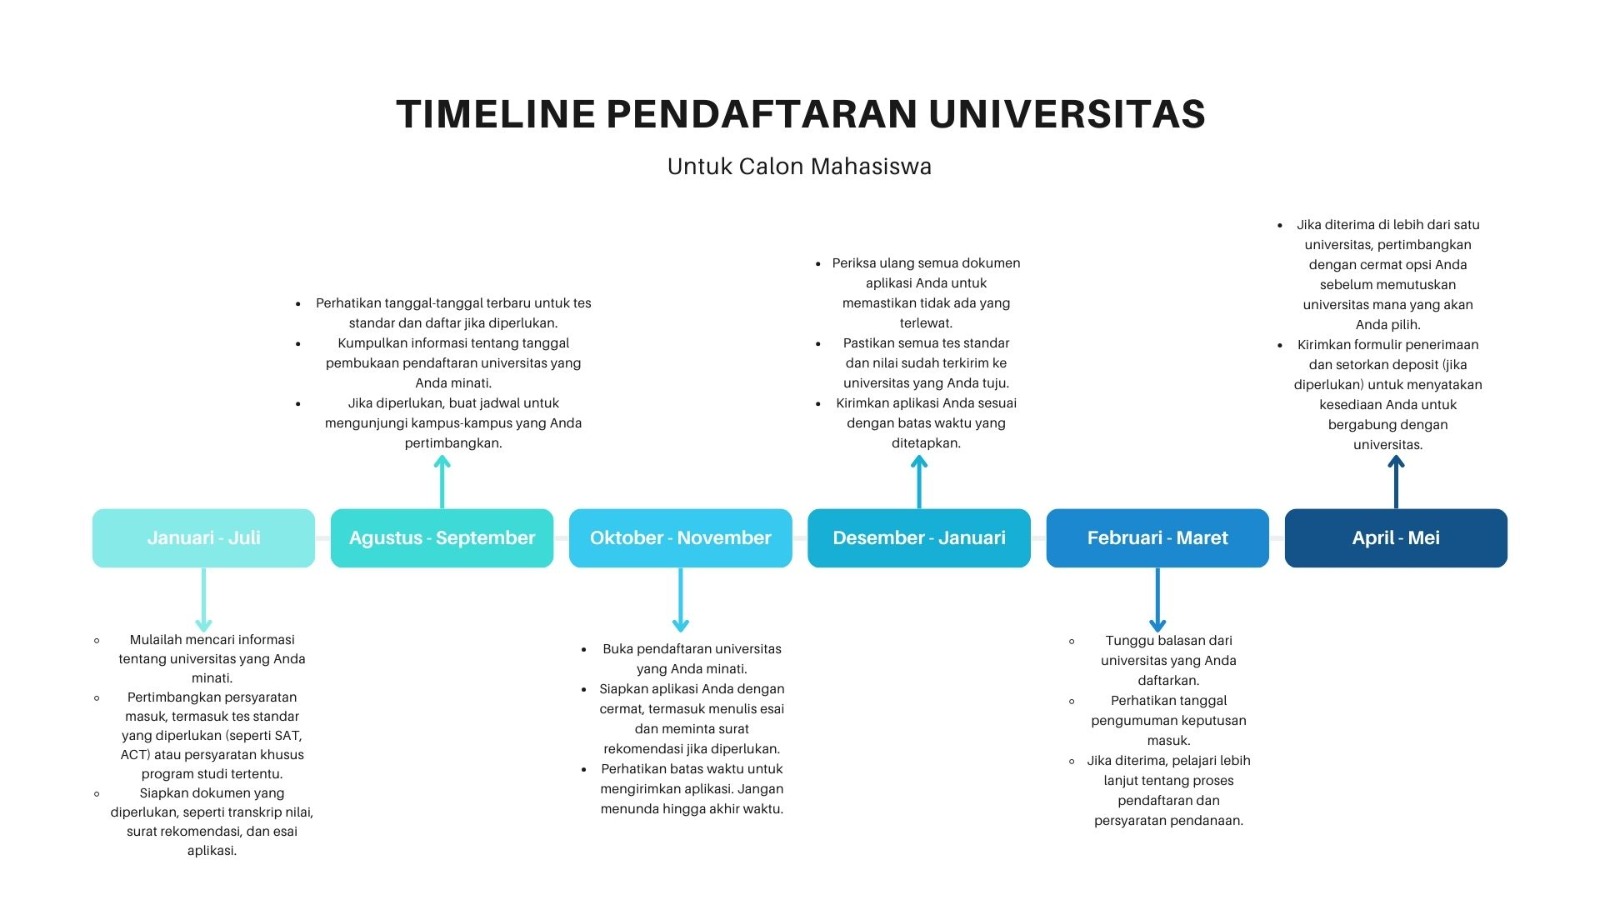 TIMELINE PENDAFTARAN UNIVERSITAS
Untuk Calon Mahasiswa
Januari - Juli
Mulailah mencari informasi
tentang universitas yang Anda
minati.
Pertimbangkan persyaratan
masuk, termasuk tes standar
yang diperlukan (seperti SAT,
ACT) atau persyaratan khusus
program studi tertentu.
Siapkan dokumen yang
diperlukan, seperti transkrip nilai,
surat rekomendasi, dan esai
aplikasi.
Agustus - September
Perhatikan tanggal-tanggal terbaru untuk tes
standar dan daftar jika diperlukan.
Kumpulkan informasi tentang tanggal
pembukaan pendaftaran universitas yang
Anda minati.
Jika diperlukan, buat jadwal untuk
mengunjungi kampus-kampus yang Anda
pertimbangkan.
Oktober - November
Buka pendaftaran universitas
yang Anda minati.
Siapkan aplikasi Anda dengan
cermat, termasuk menulis esai
dan meminta surat
rekomendasi jika diperlukan.
Perhatikan batas waktu untuk
mengirimkan aplikasi. Jangan
menunda hingga akhir waktu.
Desember - Januari
Periksa ulang semua dokumen
aplikasi Anda untuk
memastikan tidak ada yang
terlewat.
Pastikan semua tes standar
dan nilai sudah terkirim ke
universitas yang Anda tuju.
Kirimkan aplikasi Anda sesuai
dengan batas waktu yang
ditetapkan.
Februari - Maret
Tunggu balasan dari
universitas yang Anda
daftarkan.
Perhatikan tanggal
pengumuman keputusan
masuk.
Jika diterima, pelajari lebih
lanjut tentang proses
pendaftaran dan
persyaratan pendanaan.
April - Mei
Jika diterima di lebih dari satu
universitas, pertimbangkan
dengan cermat opsi Anda
sebelum memutuskan
universitas mana yang akan
Anda pilih.
Kirimkan formulir penerimaan
dan setorkan deposit (jika
diperlukan) untuk menyatakan
kesediaan Anda untuk
bergabung dengan
universitas.